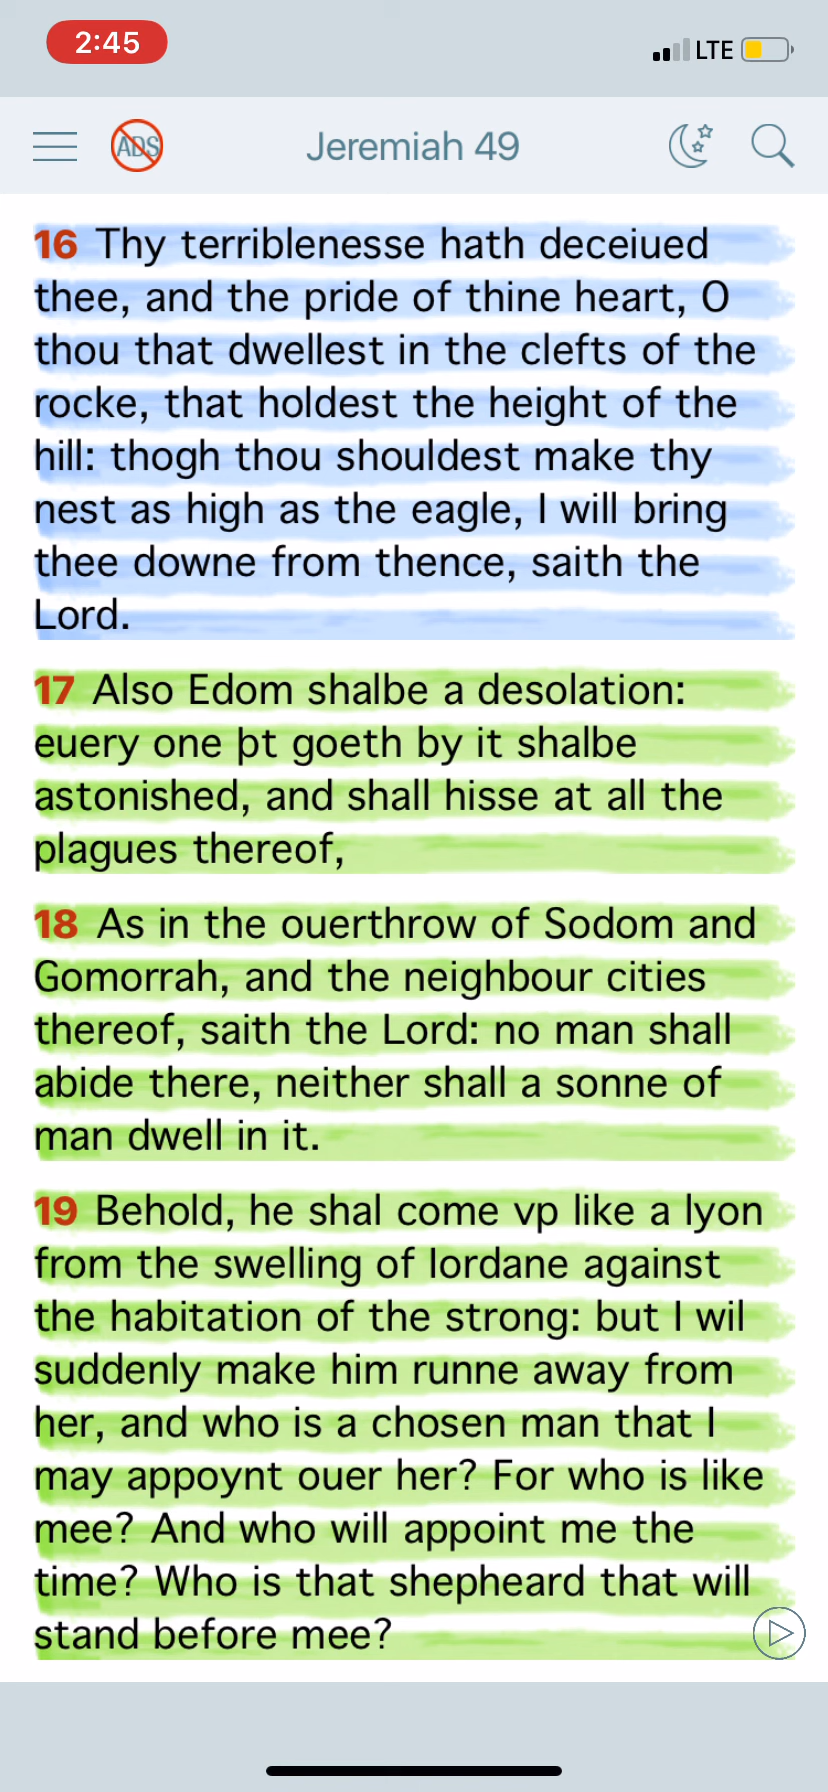 2:45
LTE
ADS
Jeremiah 49
16 Thy terriblenesse hath deceiued
thee, and the pride of thine heart, O
thou that dwellest in the clefts of the
rocke, that holdest the height of the
hill: thogh thou shouldest make thy
nest as high as the eagle, I will bring
thee downe from thence, saith the
Lord.
17 Also Edom shalbe a desolation:
euery one þt goeth by it shalbe
astonished, and shall hisse at all the
plagues thereof,
18 As in the ouerthrow of Sodom and
Gomorrah, and the neighbour cities
thereof, saith the Lord: no man shall
abide there, neither shall a sonne of
man dwell in it.
19 Behold, he shal come vp like a lyon
from the swelling of Iordane against
the habitation of the strong: but I wil
suddenly make him runne away from
her, and who is a chosen man that I
may appoynt ouer her? For who is like
mee? And who will appoint me the
time? Who is that shepheard that will
stand before mee?